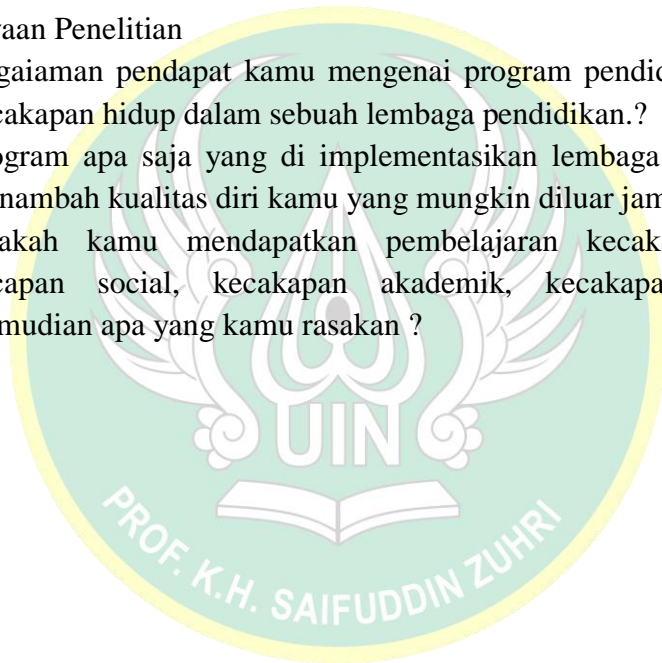 aan Penelitian
gaiaman pendapat kamu mengenai program pendid
cakapan hidup dalam sebuah lembaga pendidikan.?
ogram apa saja yang di implementasikan lembaga
nambah kualitas diri kamu yang mungkin diluar jam
akah kamu mendapatkan pembelajaran kecak
capan social, kecakapan akademik, kecakapa
mudian apa yang kamu rasakan ?
UIN
PROF. K.H. SAIFUDDIN ZUHRI